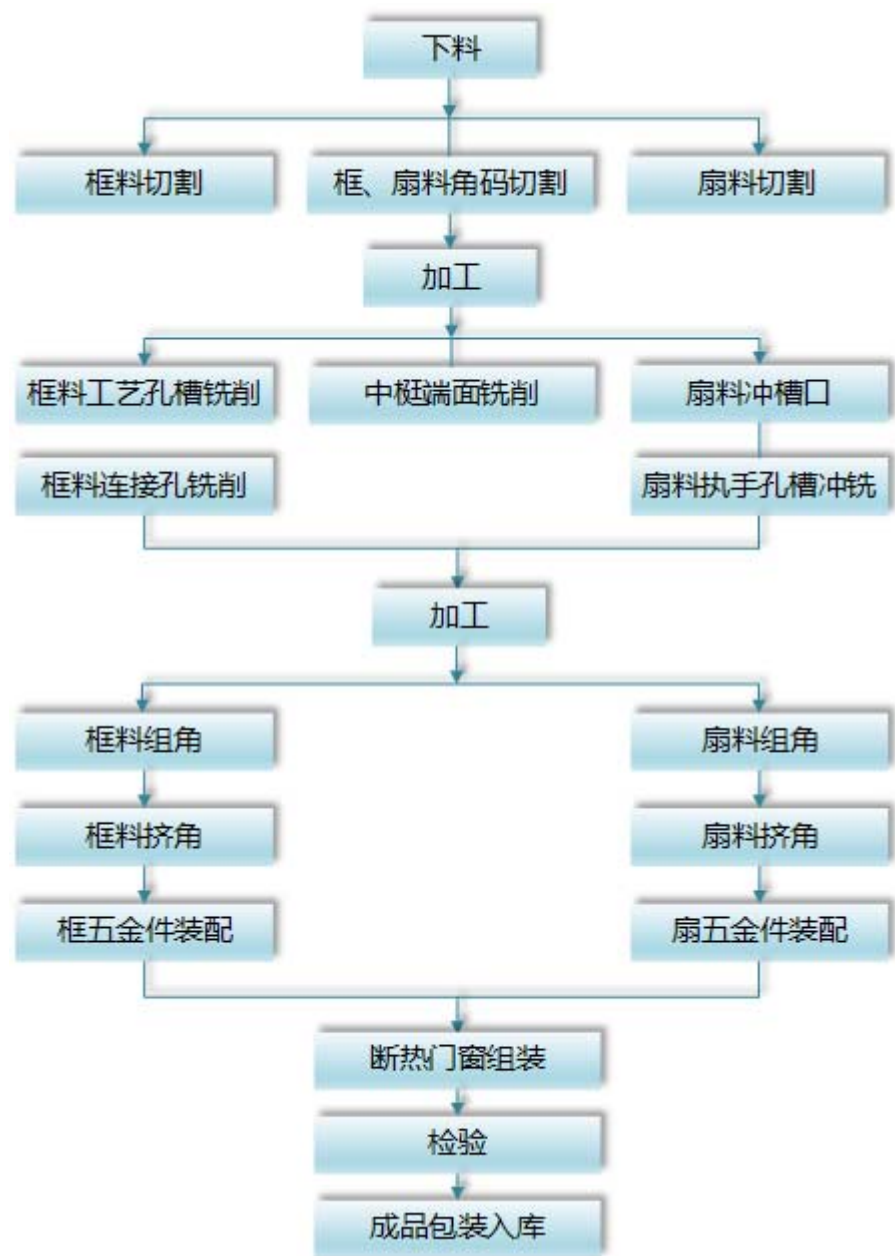 下料
框料切割
框、扇料角码切割
扇料切割
加工
框料工艺孔槽铣削
中梃端面铣削
扇料冲槽口
框料连接孔铣削
扇料执手孔槽冲铣
加工
框料组角
扇料组角
框料挤角
扇料挤角
框五金件装配
扇五金件装配
断热门窗组装
检验
成品包装入库